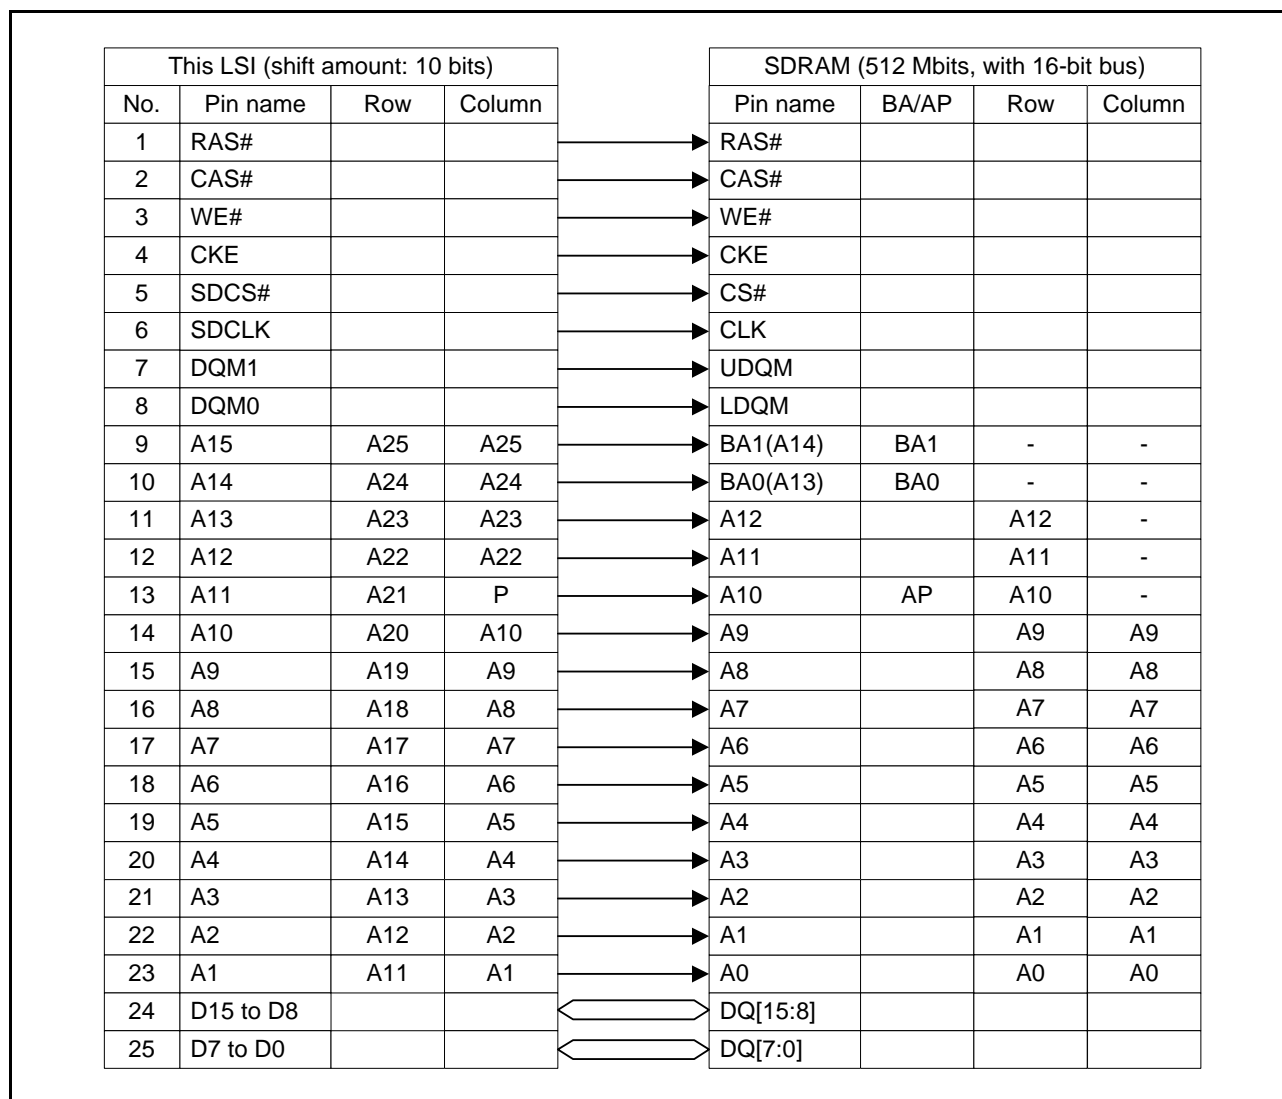 This LSI (shift amount: 10 bits) SDRAM (512 Mbits, with 16-bit bus)
No. Pin name Row Column Pin name BA/AP Row Column
1 RAS# RAS#
2 CAS# CAS#
3 WE# WE#
4 CKE CKE
5 SDCS# CS#
6 SDCLK CLK
7 DQM1 UDQM
8 DQM0 LDQM
9 A15 A25 A25 BA1(A14) BA1 - -
10 A14 A24 A24 BA0(A13) BA0 - -
11 A13 A23 A23 A12 A12 -
12 A12 A22 A22 A11 A11 -
13 A11 A21 P A10 AP A10 -
14 A10 A20 A10 A9 A9 A9
15 A9 A19 A9 A8 A8 A8
16 A8 A18 A8 A7 A7 A7
17 A7 A17 A7 A6 A6 A6
18 A6 A16 A6 A5 A5 A5
19 A5 A15 A5 A4 A4 A4
20 A4 A14 A4 A3 A3 A3
21 A3 A13 A3 A2 A2 A2
22 A2 A12 A2 A1 A1 A1
23 A1 A11 A1 A0 A0 A0
24 D15 to D8 DQ[15:8]
25 D7 to D0 DQ[7:0]